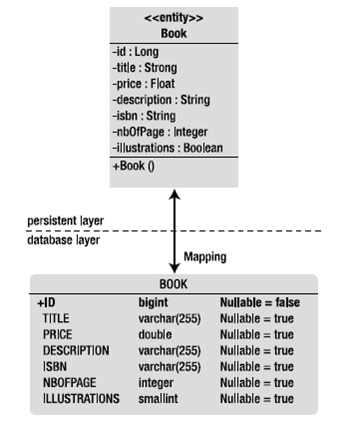 <<entity>>
Book
-id : Long
-title : Strong
-price : Float
-description : String
-isbn : String
-nbOfPage : Integer
-illustrations : Boolean
+Book ()
persistent layer
database layer
Mapping
BOOK
+ID bigint Nullable = false
TITLE varchar(255) Nullable = true
PRICE double Nullable = true
DESCRIPTION varchar(255) Nullable = true
ISBN varchar(255) Nullable = true
NBOFPAGE integer Nullable = true
ILLUSTRATIONS smallint Nullable = true